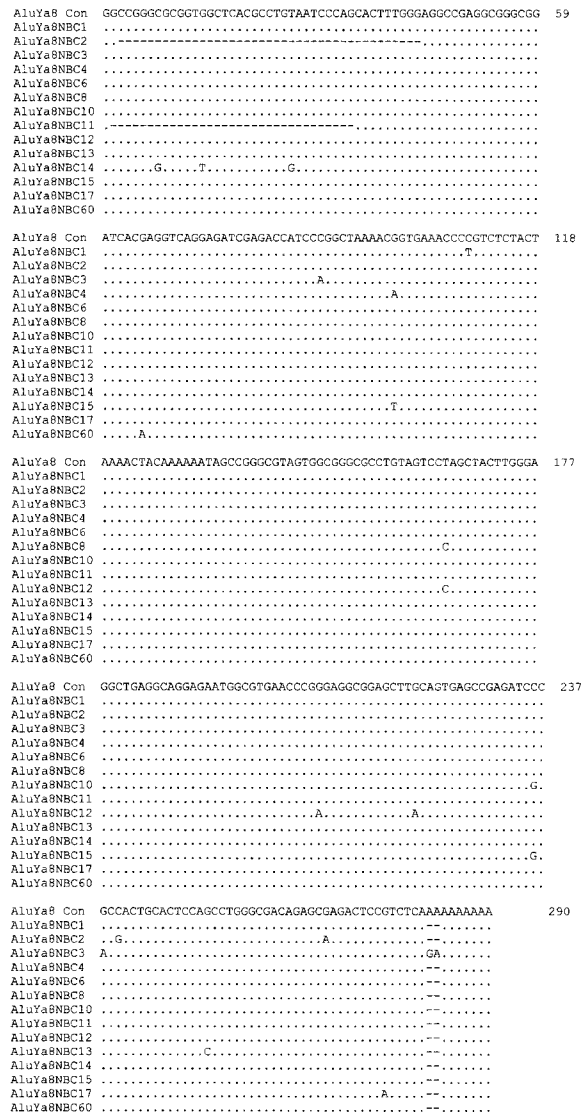 AluYa8 Con GGCCGGGCGCGGTGGCTCACGCCTGTAATCCCAGCACTTTGGGAGGCCGAGGCGGGCGG 59
AluYa8NBC1 ...........................................................
AluYa8NBC2 ..-----------------------------------------................
AluYa8NBC3 ...........................................................
AluYa8NBC4 ...........................................................
AluYa8NBC6 ...........................................................
AluYa8NBC8 ...........................................................
AluYa8NBC10 ...........................................................
AluYa8NBC11 .---------------------------------.........................
AluYa8NBC12 ...........................................................
AluYa8NBC13 ...........................................................
AluYa8NBC14 .......G.....T...........G.................................
AluYa8NBC15 ...........................................................
AluYa8NBC17 ...........................................................
AluYa8NBC60 ...........................................................
AluYa8 Con ATCACGAGGTCAGGAGATCGAGACCATCCCGGCTAAAACGGTGAAACCCCGTCTCTACT 118
AluYa8NBC1 .................................................T.........
AluYa8NBC2 ...........................................................
AluYa8NBC3 .............................A.............................
AluYa8NBC4 .......................................A...................
AluYa8NBC6 ...........................................................
AluYa8NBC8 ...........................................................
AluYa8NBC10 ...........................................................
AluYa8NBC11 ...........................................................
AluYa8NBC12 ...........................................................
AluYa8NBC13 ...........................................................
AluYa8NBC14 ...........................................................
AluYa8NBC15 .......................................T...................
AluYa8NBC17 ...........................................................
AluYa8NBC60 .....A.....................................................
AluYa8 Con AAAACTACAAAAAATAGCCGGGCGTAGTGGCGGGCGCCTGTAGTCCTAGCTACTTGGGA 177
AluYa8NBC1 ...........................................................
AluYa8NBC2 ...........................................................
AluYa8NBC3 ...........................................................
AluYa8NBC4 ...........................................................
AluYa8NBC6 ...........................................................
AluYa8NBC8 ..............................................C............
AluYa8NBC10 ...........................................................
AluYa8NBC11 ...........................................................
AluYa8NBC12 ..............................................C............
AluYa8NBC13 ...........................................................
AluYa8NBC14 ...........................................................
AluYa8NBC15 ...........................................................
AluYa8NBC17 ...........................................................
AluYa8NBC60 ...........................................................
AluYa8 Con GGCTGAGGCAGGAGAATGGCGTGAACCCGGGAGGCGGAGCTTGCAGTGAGCCGAGATCCC 237
AluYa8NBC1 ............................................................
AluYa8NBC2 ............................................................
AluYa8NBC3 ............................................................
AluYa8NBC4 ............................................................
AluYa8NBC6 ............................................................
AluYa8NBC8 ............................................................
AluYa8NBC10 ..........................................................G.
AluYa8NBC11 ............................................................
AluYa8NBC12 .............................A............A.................
AluYa8NBC13 ............................................................
AluYa8NBC14 ............................................................
AluYa8NBC15 ..........................................................G.
AluYa8NBC17 ............................................................
AluYa8NBC60 ............................................................
AluYa8 Con GCCACTGCACTCCAGCCTGGGCGACAGAGCGAGACTCCGTCTCAAAAAAAAAA 290
AluYa8NBC1 ............................................--.......
AluYa8NBC2 ..G...........................A.............--.......
AluYa8NBC3 A...........................................GA.......
AluYa8NBC4 ............................................--.......
AluYa8NBC6 ............................................--.......
AluYa8NBC8 ............................................--.......
AluYa8NBC10 ............................................--.......
AluYa8NBC11 ............................................--.......
AluYa8NBC12 ............................................--.......
AluYa8NBC13 ..............C.............................--.......
AluYa8NBC14 ............................................--.......
AluYa8NBC15 ............................................--.......
AluYa8NBC17 ......................................A.....--.......
AluYa8NBC60 ............................................--.......